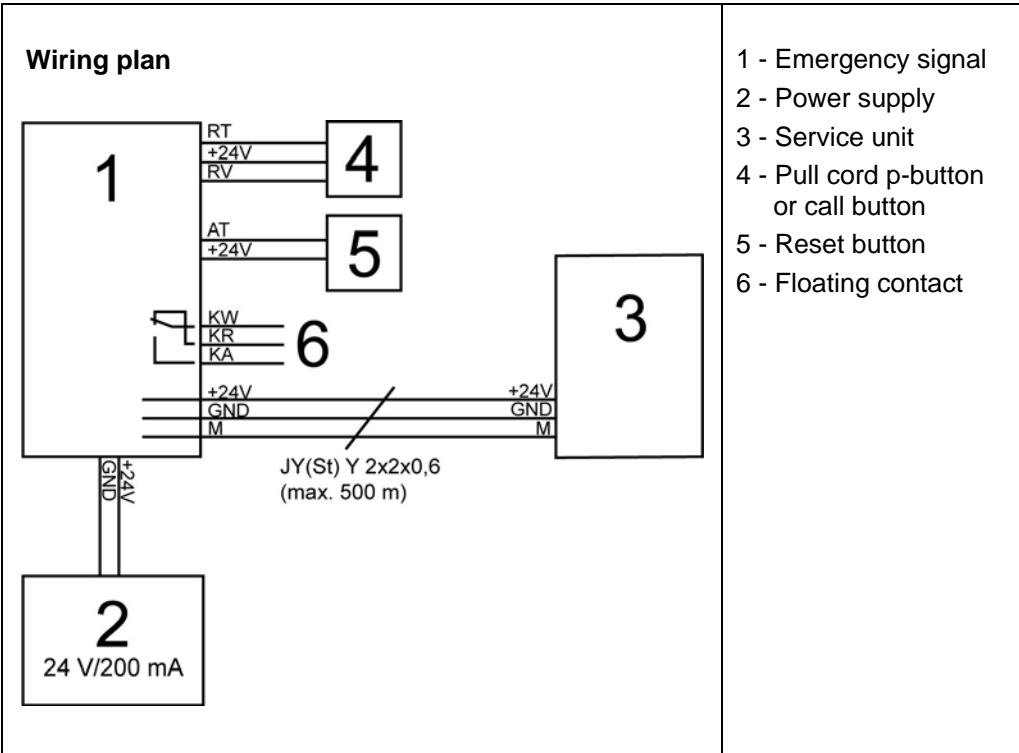 Wiring plan
1
RT
+24V
RV
4
AT
+24V
5
KW
KR
KA
6
+24V
GND
M
+24V
GND
M
3
JY(St) Y 2x2x0,6
(max. 500 m)
+24V
GND
2
24 V/200 mA
1 - Emergency signal
2 - Power supply
3 - Service unit
4 - Pull cord p-button
or call button
5 - Reset button
6 - Floating contact